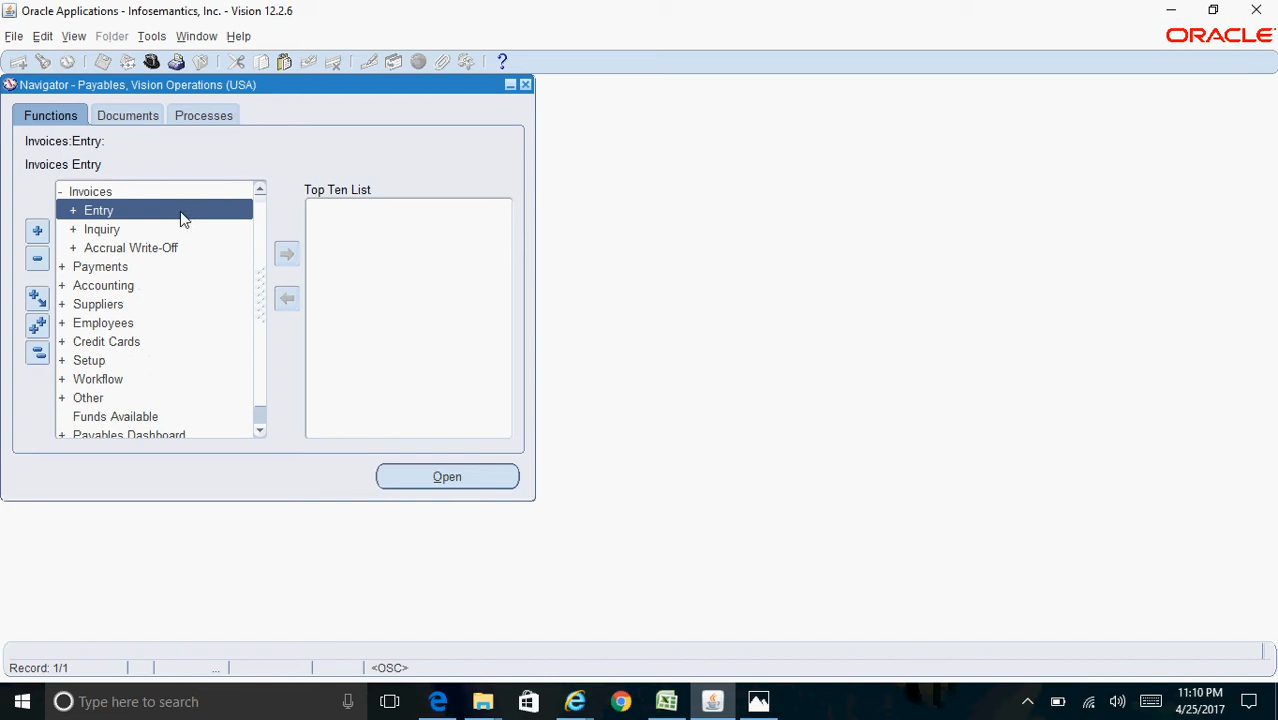 Oracle Applications - Infosemantics, Inc. - Vision 12.2.6
File Edit View Folder Tools Window Help
ORACLE
Navigator - Payables, Vision Operations (USA)
Functions Documents Processes
Invoices:Entry:
Invoices Entry
Top Ten List
- Invoices
+ Entry
+ Inquiry
+ Accrual Write-Off
+ Payments
+ Accounting
+ Suppliers
+ Employees
+ Credit Cards
+ Setup
+ Workflow
+ Other
Funds Available
+ Payables Dashboard
Open
Record: 1/1 ... <OSC>
Type here to search
11:10 PM
4/25/2017